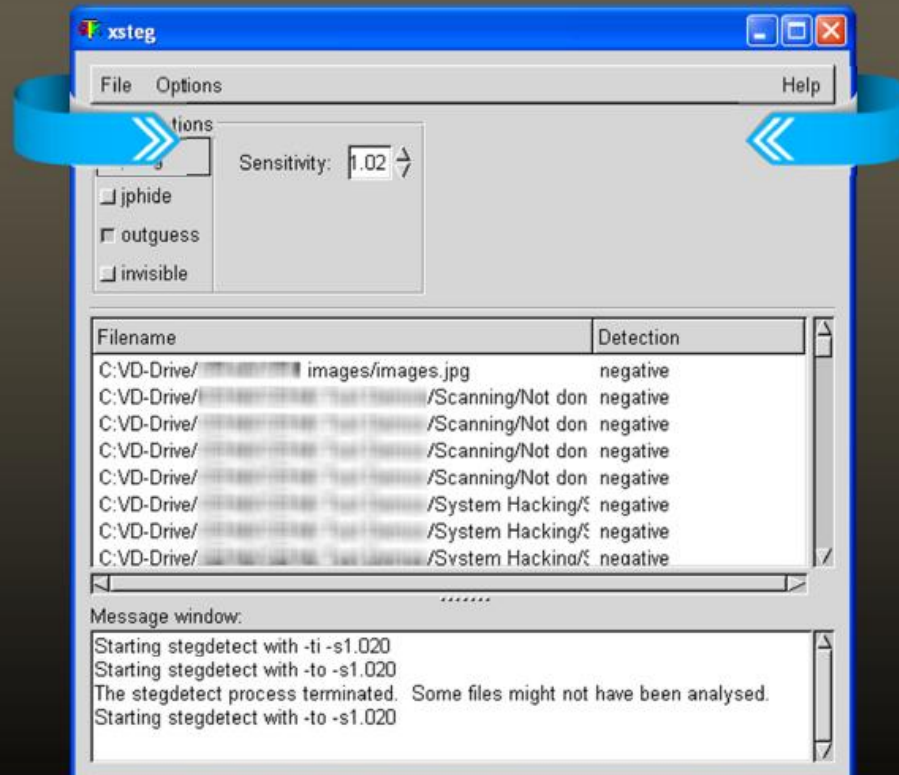 xsteg
File Options Help
tions
Sensitivity: 1.02
jphide
outguess
invisible
Filename Detection
C:VD-Drive/ images/images.jpg negative
C:VD-Drive/ /Scanning/Not don negative
C:VD-Drive/ /Scanning/Not don negative
C:VD-Drive/ /Scanning/Not don negative
C:VD-Drive/ /Scanning/Not don negative
C:VD-Drive/ /System Hacking/S negative
C:VD-Drive/ /System Hacking/S negative
C:VD-Drive/ /System Hacking/S negative
Message window:
Starting stegdetect with -ti -s1.020
Starting stegdetect with -to -s1.020
The stegdetect process terminated. Some files might not have been analysed.
Starting stegdetect with -to -s1.020